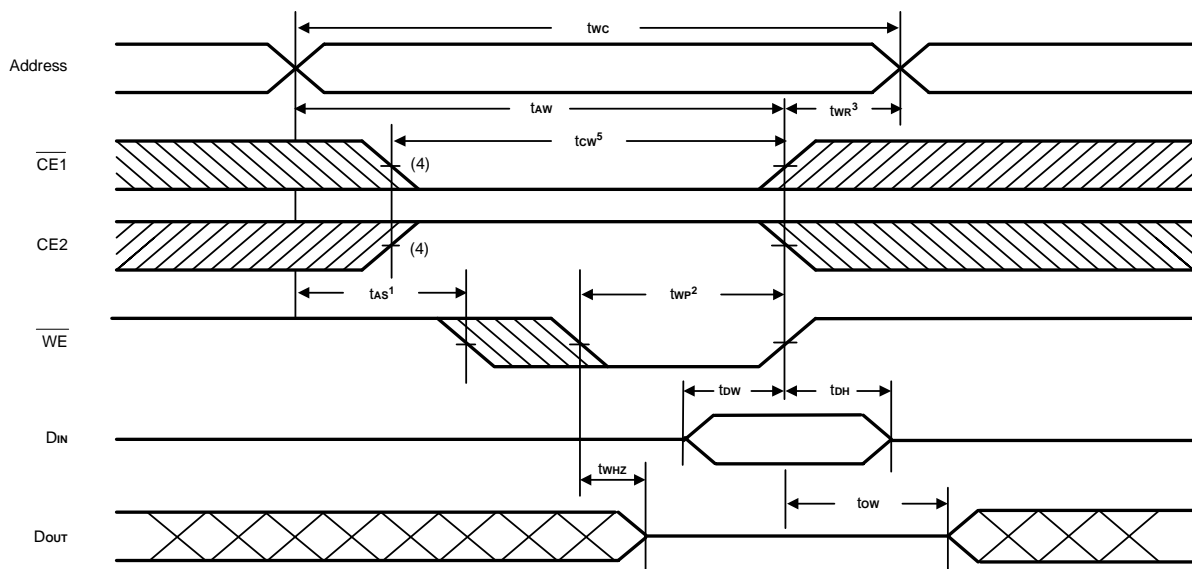 tWC
Address
tAW
tWR³
tCW⁵
CE1
(4)
CE2
(4)
tAS¹
tWP²
WE
tDW
tDH
DIN
tWHZ
tOW
DOUT